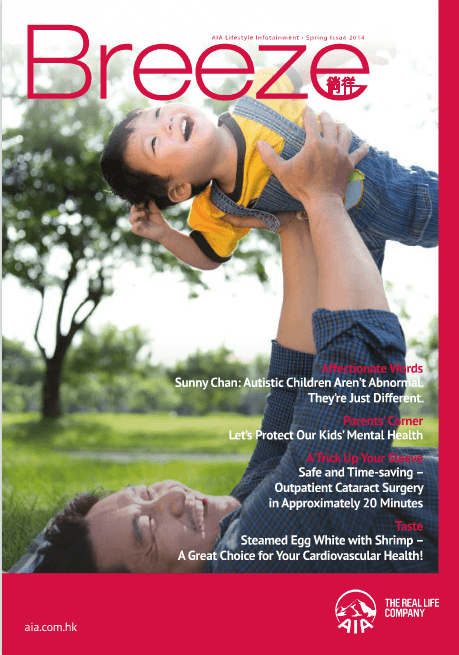 AIA Lifestyle Infotainment • Spring Issue 2014
Breeze
Affectionate Words
Sunny Chan: Autistic Children Aren't Abnormal.
They're Just Different.
Parents' Corner
Let's Protect Our Kids' Mental Health
A Trick Up Your Sleeve
Safe and Time-saving –
Outpatient Cataract Surgery
in Approximately 20 Minutes
Taste
Steamed Egg White with Shrimp –
A Great Choice for Your Cardiovascular Health!
aia.com.hk
AIA
THE REAL LIFE
COMPANY